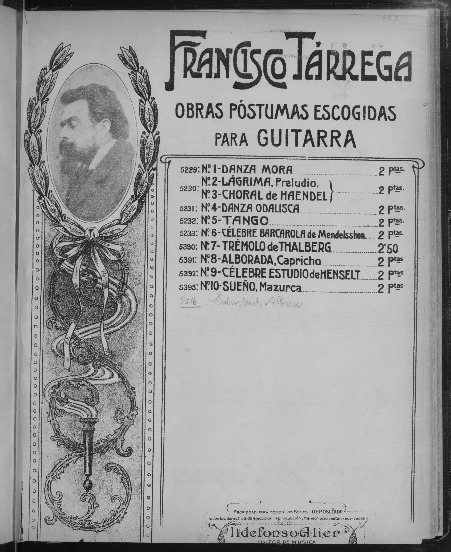 FRANCISCO TÁRREGA
OBRAS PÓSTUMAS ESCOGIDAS
PARA GUITARRA
5229: Nº 1-DANZA MORA 2 Ptas.
5230: Nº 2-LÁGRIMA, Preludio.
Nº 3-CHORAL de HAENDEL 2 Ptas.
5231: Nº 4-DANZA ODALISCA 2 Ptas.
5232: Nº 5-TANGO 2 Ptas.
5233: Nº 6-CÉLEBRE BARCAROLA de Mendelsshon 2 Ptas.
5390: Nº 7-TRÉMOLO de THALBERG 2'50
5391: Nº 8-ALBORADA, Capricho 2 Ptas
5392: Nº 9-CÉLEBRE ESTUDIO de HENSELT 2 Ptas
5393: Nº 10-SUEÑO, Mazurca 2 Ptas
DEPOSITADO
Ildefonso Alier
EDITOR DE MÚSICA